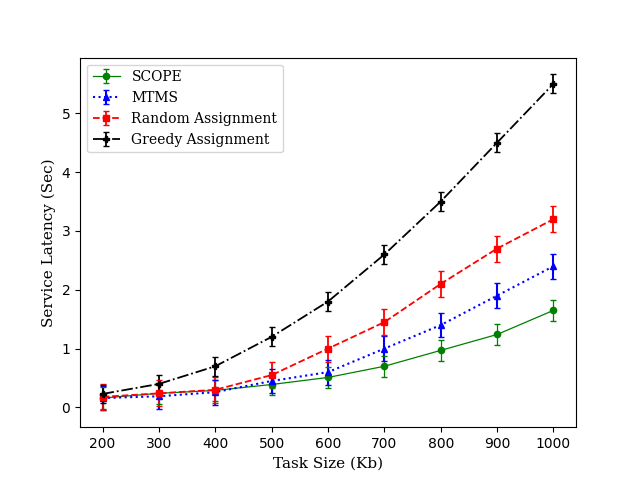 SCOPE
MTMS
Random Assignment
Greedy Assignment
5
4
3
2
1
0
Service Latency (Sec)
200 300 400 500 600 700 800 900 1000
Task Size (Kb)